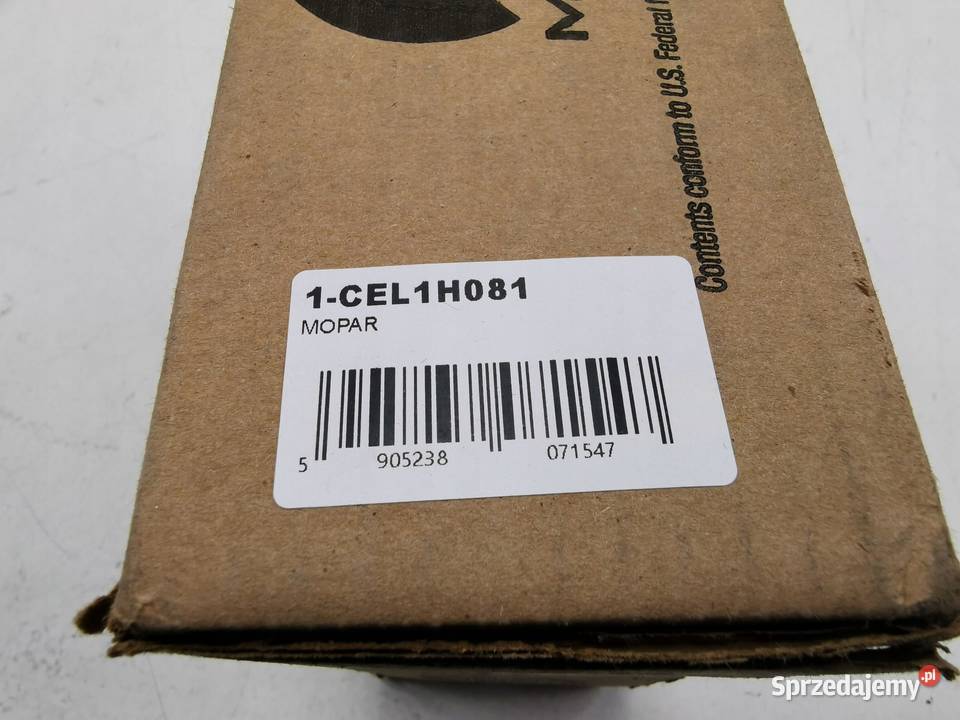 Contents conform to U.S. Federal
1-CEL1H081
MOPAR
5 905238 071547
Sprzedajemy.pl